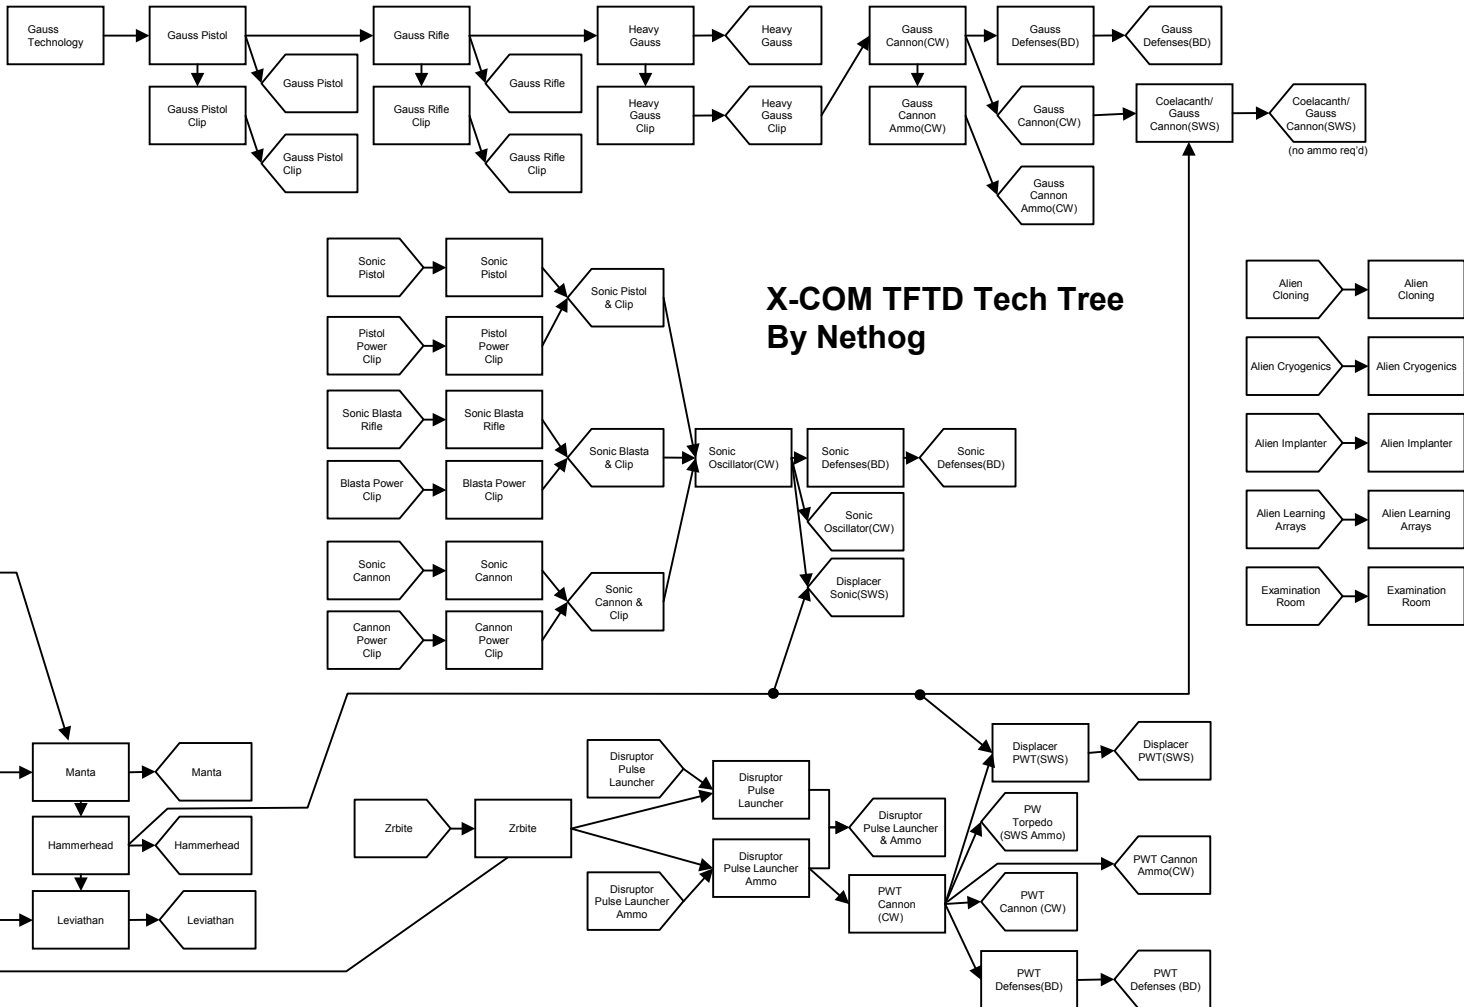 Gauss
Technology
Gauss Pistol
Gauss Rifle
Heavy
Gauss
Heavy
Gauss
Gauss
Cannon(CW)
Gauss
Defenses(BD)
Gauss
Defenses(BD)
Gauss Pistol
Gauss Rifle
Gauss Pistol
Clip
Gauss Rifle
Clip
Heavy
Gauss
Clip
Heavy
Gauss
Clip
Gauss
Cannon
Ammo(CW)
Gauss
Cannon(CW)
Coelacanth/
Gauss
Cannon(SWS)
Coelacanth/
Gauss
Cannon(SWS)
(no ammo req'd)
Gauss Pistol
Clip
Gauss Rifle
Clip
Gauss
Cannon
Ammo(CW)
X-COM TFTD Tech Tree
By Nethog
Sonic
Pistol
Sonic
Pistol
Sonic Pistol
& Clip
Pistol
Power
Clip
Pistol
Power
Clip
Sonic Blasta
Rifle
Sonic Blasta
Rifle
Sonic Blasta
& Clip
Blasta Power
Clip
Blasta Power
Clip
Sonic
Oscillator(CW)
Sonic
Defenses(BD)
Sonic
Defenses(BD)
Sonic
Oscillator(CW)
Displacer
Sonic(SWS)
Sonic
Cannon
Sonic
Cannon
Sonic
Cannon &
Clip
Cannon
Power
Clip
Cannon
Power
Clip
Alien
Cloning
Alien
Cloning
Alien Cryogenics
Alien Cryogenics
Alien Implanter
Alien Implanter
Alien Learning
Arrays
Alien Learning
Arrays
Examination
Room
Examination
Room
Manta
Manta
Hammerhead
Hammerhead
Leviathan
Leviathan
Zrbite
Zrbite
Disruptor
Pulse
Launcher
Disruptor
Pulse
Launcher
Disruptor
Pulse Launcher
& Ammo
Disruptor
Pulse Launcher
Ammo
Disruptor
Pulse Launcher
Ammo
PWT
Cannon
(CW)
Displacer
PWT(SWS)
Displacer
PWT(SWS)
PW
Torpedo
(SWS Ammo)
PWT Cannon
Ammo(CW)
PWT
Cannon (CW)
PWT
Defenses(BD)
PWT
Defenses (BD)